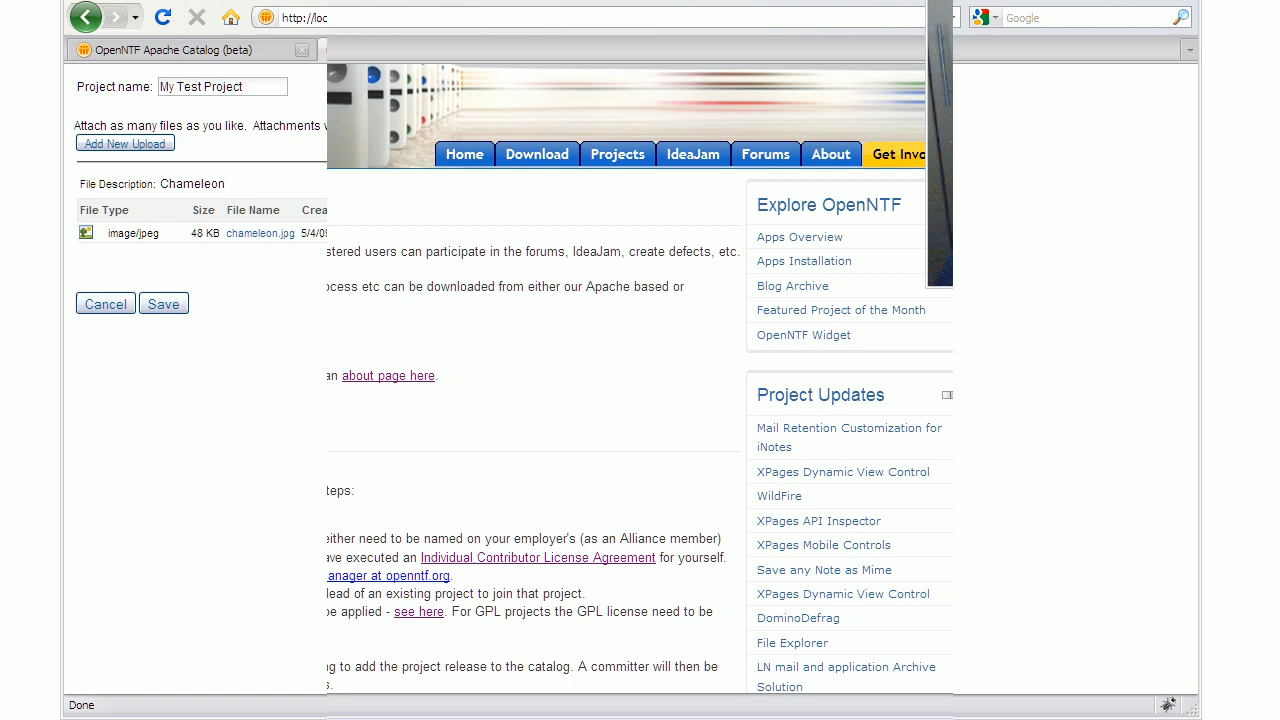 http://loc
Google
OpenNTF Apache Catalog (beta)
Project name: My Test Project
Attach as many files as you like. Attachments
Add New Upload
File Description: Chameleon
File Type Size File Name Crea
image/jpeg 48 KB chameleon.jpg 5/4/09
Cancel Save
Home Download Projects IdeaJam Forums About Get Invo
stered users can participate in the forums, IdeaJam, create defects, etc.
ocess etc can be downloaded from either our Apache based or
an about page here.
teps:
either need to be named on your employer's (as an Alliance member)
ave executed an Individual Contributor License Agreement for yourself.
anager at openntf.org.
lead of an existing project to join that project.
be applied - see here. For GPL projects the GPL license need to be
ng to add the project release to the catalog. A committer will then be
s.
Explore OpenNTF
Apps Overview
Apps Installation
Blog Archive
Featured Project of the Month
OpenNTF Widget
Project Updates
Mail Retention Customization for
iNotes
XPages Dynamic View Control
WildFire
XPages API Inspector
XPages Mobile Controls
Save any Note as Mime
XPages Dynamic View Control
DominoDefrag
File Explorer
LN mail and application Archive
Solution
Done